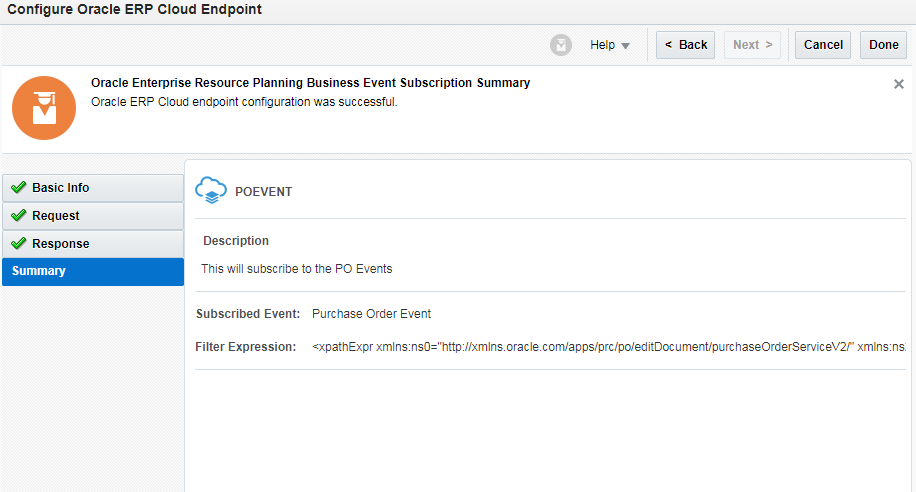 Configure Oracle ERP Cloud Endpoint
Help
< Back
Next >
Cancel
Done
Oracle Enterprise Resource Planning Business Event Subscription Summary
Oracle ERP Cloud endpoint configuration was successful.
Basic Info
Request
Response
Summary
POEVENT
Description
This will subscribe to the PO Events
Subscribed Event: Purchase Order Event
Filter Expression: <xpathExpr xmlns:ns0="http://xmlns.oracle.com/apps/prc/po/editDocument/purchaseOrderServiceV2/" xmlns:ns